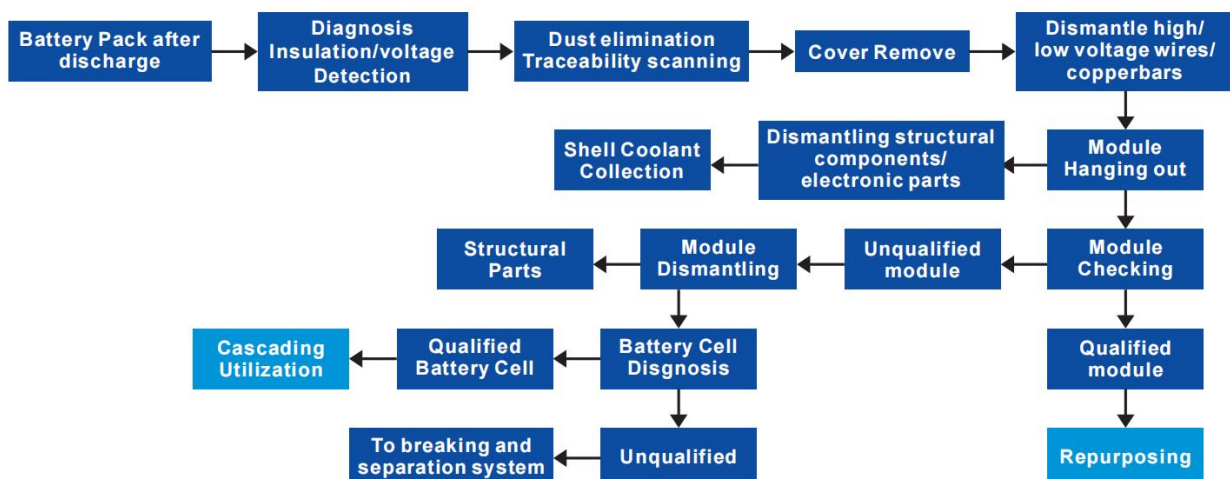 Battery Pack after
discharge
Diagnosis
Insulation/voltage
Detection
Dust elimination
Traceability scanning
Cover Remove
Dismantle high/
low voltage wires/
copperbars
Shell Coolant
Collection
Dismantling structural
components/
electronic parts
Module
Hanging out
Structural
Parts
Module
Dismantling
Unqualified
module
Module
Checking
Cascading
Utilization
Qualified
Battery Cell
Battery Cell
Disgnosis
Qualified
module
To breaking and
separation system
Unqualified
Repurposing